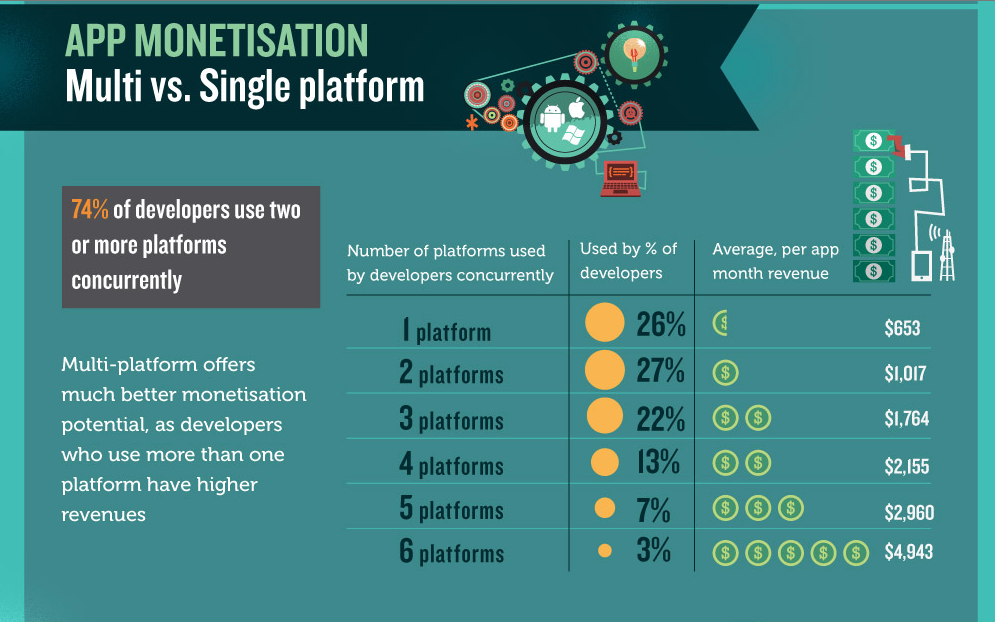 APP MONETISATION
Multi vs. Single platform
74% of developers use two
or more platforms
concurrently
Multi-platform offers
much better monetisation
potential, as developers
who use more than one
platform have higher
revenues
Number of platforms used
by developers concurrently
Used by % of
developers
Average, per app
month revenue
1 platform 26% $653
2 platforms 27% $1,017
3 platforms 22% $1,764
4 platforms 13% $2,155
5 platforms 7% $2,960
6 platforms 3% $4,943